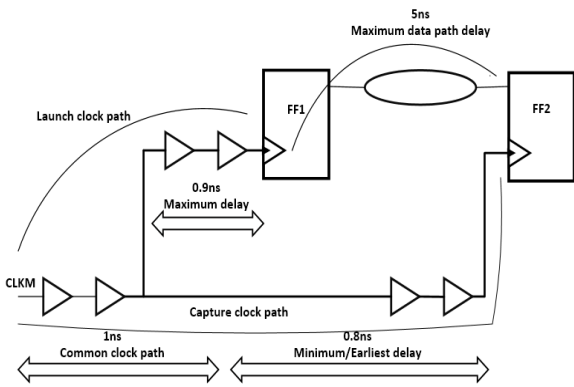 5ns
Maximum data path delay
Launch clock path
FF1
FF2
0.9ns
Maximum delay
CLKM
Capture clock path
1ns
Common clock path
0.8ns
Minimum/Earliest delay